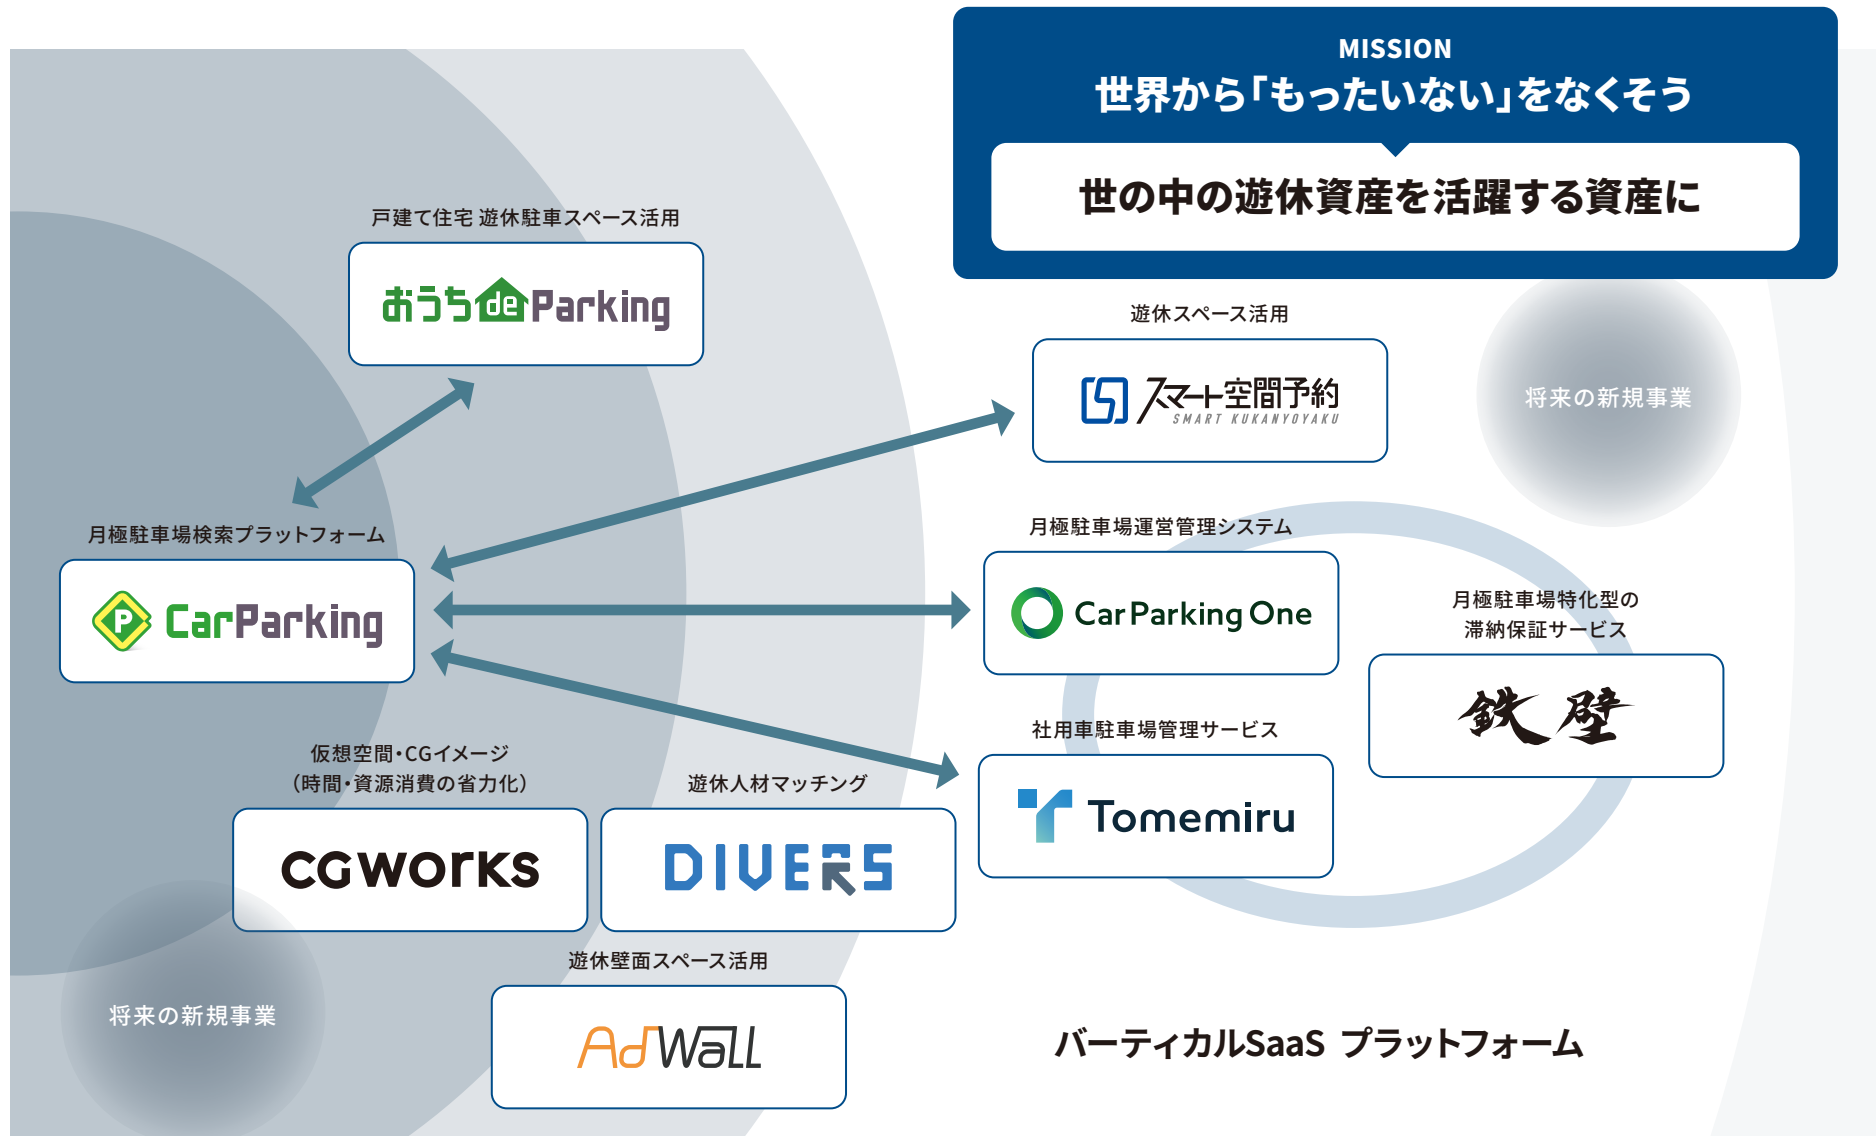 MISSION
世界から「もったいない」をなくそう
世の中の遊休資産を活躍する資産に
戸建て住宅 遊休駐車スペース活用
おうち de Parking
遊休スペース活用
スマート空間予約
SMART KUKANYOYAKU
将来の新規事業
月極駐車場検索プラットフォーム
P CarParking
月極駐車場運営管理システム
CarParking One
月極駐車場特化型の
滞納保証サービス
鉄壁
社用車駐車場管理サービス
Tomemiru
仮想空間・CGイメージ
（時間・資源消費の省力化）
CGWOrKS
遊休人材マッチング
DIVERS
遊休壁面スペース活用
AdWaLL
将来の新規事業
バーティカルSaaS プラットフォーム